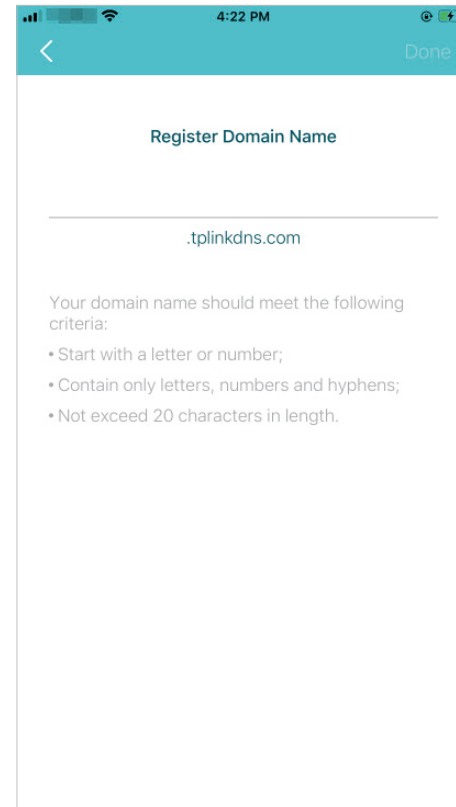 4:22 PM
Done
Register Domain Name
.tplinkdns.com
Your domain name should meet the following
criteria:
• Start with a letter or number;
• Contain only letters, numbers and hyphens;
• Not exceed 20 characters in length.